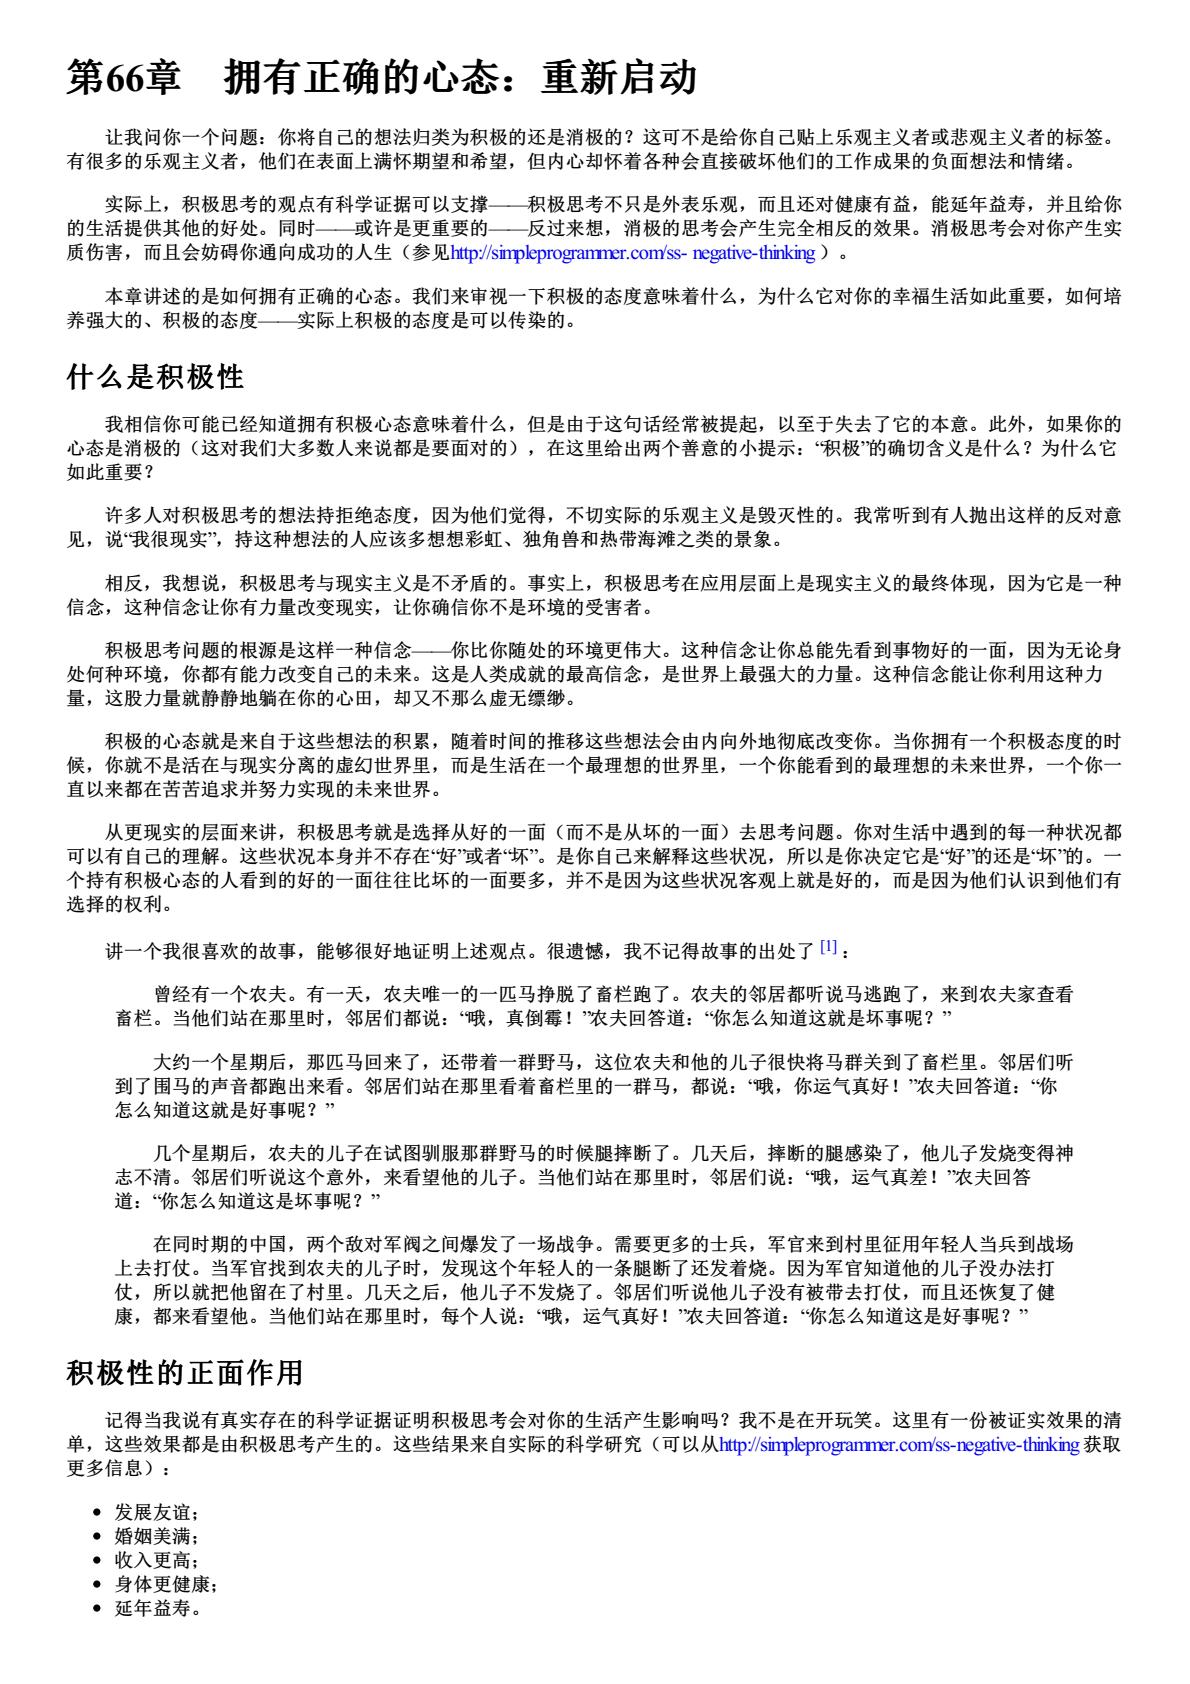 第66章　拥有正确的心态：重新启动
让我问你一个问题：你将自己的想法归类为积极的还是消极的？这可不是给你自己贴上乐观主义者或悲观主义者的标签。
有很多的乐观主义者，他们在表面上满怀期望和希望，但内心却怀着各种会直接破坏他们的工作成果的负面想法和情绪。
实际上，积极思考的观点有科学证据可以支撑——积极思考不只是外表乐观，而且还对健康有益，能延年益寿，并且给你
的生活提供其他的好处。同时——或许是更重要的——反过来想，消极的思考会产生完全相反的效果。消极思考会对你产生实
质伤害，而且会妨碍你通向成功的人生（参见http://simpleprogrammer.com/ss- negative-thinking ）。
本章讲述的是如何拥有正确的心态。我们来审视一下积极的态度意味着什么，为什么它对你的幸福生活如此重要，如何培
养强大的、积极的态度——实际上积极的态度是可以传染的。
什么是积极性
我相信你可能已经知道拥有积极心态意味着什么，但是由于这句话经常被提起，以至于失去了它的本意。此外，如果你的
心态是消极的（这对我们大多数人来说都是要面对的），在这里给出两个善意的小提示：“积极”的确切含义是什么？为什么它
如此重要？
许多人对积极思考的想法持拒绝态度，因为他们觉得，不切实际的乐观主义是毁灭性的。我常听到有人抛出这样的反对意
见，说“我很现实”，持这种想法的人应该多想想彩虹、独角兽和热带海滩之类的景象。
相反，我想说，积极思考与现实主义是不矛盾的。事实上，积极思考在应用层面上是现实主义的最终体现，因为它是一种
信念，这种信念让你有力量改变现实，让你确信你不是环境的受害者。
积极思考问题的根源是这样一种信念——你比你随处的环境更伟大。这种信念让你总能先看到事物好的一面，因为无论身
处何种环境，你都有能力改变自己的未来。这是人类成就的最高信念，是世界上最强大的力量。这种信念能让你利用这种力
量，这股力量就静静地躺在你的心田，却又不那么虚无缥缈。
积极的心态就是来自于这些想法的积累，随着时间的推移这些想法会由内向外地彻底改变你。当你拥有一个积极态度的时
候，你就不是活在与现实分离的虚幻世界里，而是生活在一个最理想的世界里，一个你能看到的最理想的未来世界，一个你一
直以来都在苦苦追求并努力实现的未来世界。
从更现实的层面来讲，积极思考就是选择从好的一面（而不是从坏的一面）去思考问题。你对生活中遇到的每一种状况都
可以有自己的理解。这些状况本身并不存在“好”或者“坏”。是你自己来解释这些状况，所以是你决定它是“好”的还是“坏”的。一
个持有积极心态的人看到的好的一面往往比坏的一面要多，并不是因为这些状况客观上就是好的，而是因为他们认识到他们有
选择的权利。
讲一个我很喜欢的故事，能够很好地证明上述观点。很遗憾，我不记得故事的出处了 [1] ：
曾经有一个农夫。有一天，农夫唯一的一匹马挣脱了畜栏跑了。农夫的邻居都听说马逃跑了，来到农夫家查看
畜栏。当他们站在那里时，邻居们都说：“哦，真倒霉！”农夫回答道：“你怎么知道这就是坏事呢？”
大约一个星期后，那匹马回来了，还带着一群野马，这位农夫和他的儿子很快将马群关到了畜栏里。邻居们听
到了围马的声音都跑出来看。邻居们站在那里看着畜栏里的一群马，都说：“哦，你运气真好！”农夫回答道：“你
怎么知道这就是好事呢？”
几个星期后，农夫的儿子在试图驯服那群野马的时候腿摔断了。几天后，摔断的腿感染了，他儿子发烧变得神
志不清。邻居们听说这个意外，来看望他的儿子。当他们站在那里时，邻居们说：“哦，运气真差！”农夫回答
道：“你怎么知道这是坏事呢？”
在同时期的中国，两个敌对军阀之间爆发了一场战争。需要更多的士兵，军官来到村里征用年轻人当兵到战场
上去打仗。当军官找到农夫的儿子时，发现这个年轻人的一条腿断了还发着烧。因为军官知道他的儿子没办法打
仗，所以就把他留在了村里。几天之后，他儿子不发烧了。邻居们听说他儿子没有被带去打仗，而且还恢复了健
康，都来看望他。当他们站在那里时，每个人说：“哦，运气真好！”农夫回答道：“你怎么知道这是好事呢？”
积极性的正面作用
记得当我说有真实存在的科学证据证明积极思考会对你的生活产生影响吗？我不是在开玩笑。这里有一份被证实效果的清
单，这些效果都是由积极思考产生的。这些结果来自实际的科学研究（可以从http://simpleprogrammer.com/ss-negative-thinking 获取
更多信息）：
• 发展友谊；
• 婚姻美满；
• 收入更高；
• 身体更健康；
• 延年益寿。